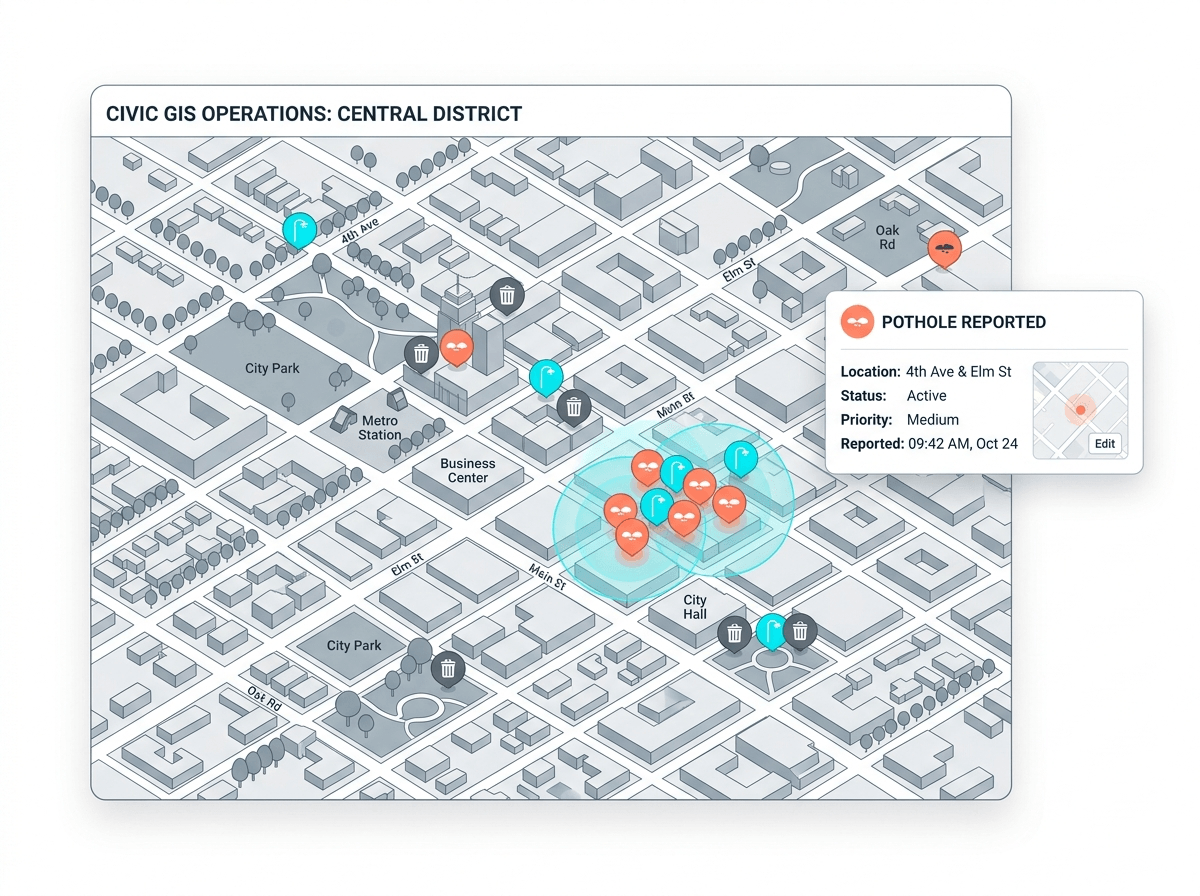 CIVIC GIS OPERATIONS: CENTRAL DISTRICT
4th Ave
Oak
Rd
Elm St
POTHOLE REPORTED
Location: 4th Ave & Elm St
Status: Active
Priority: Medium
Reported: 09:42 AM, Oct 24
Edit
City Park
Metro
Station
Business
Center
Elm St
Main St
City
Hall
City Park